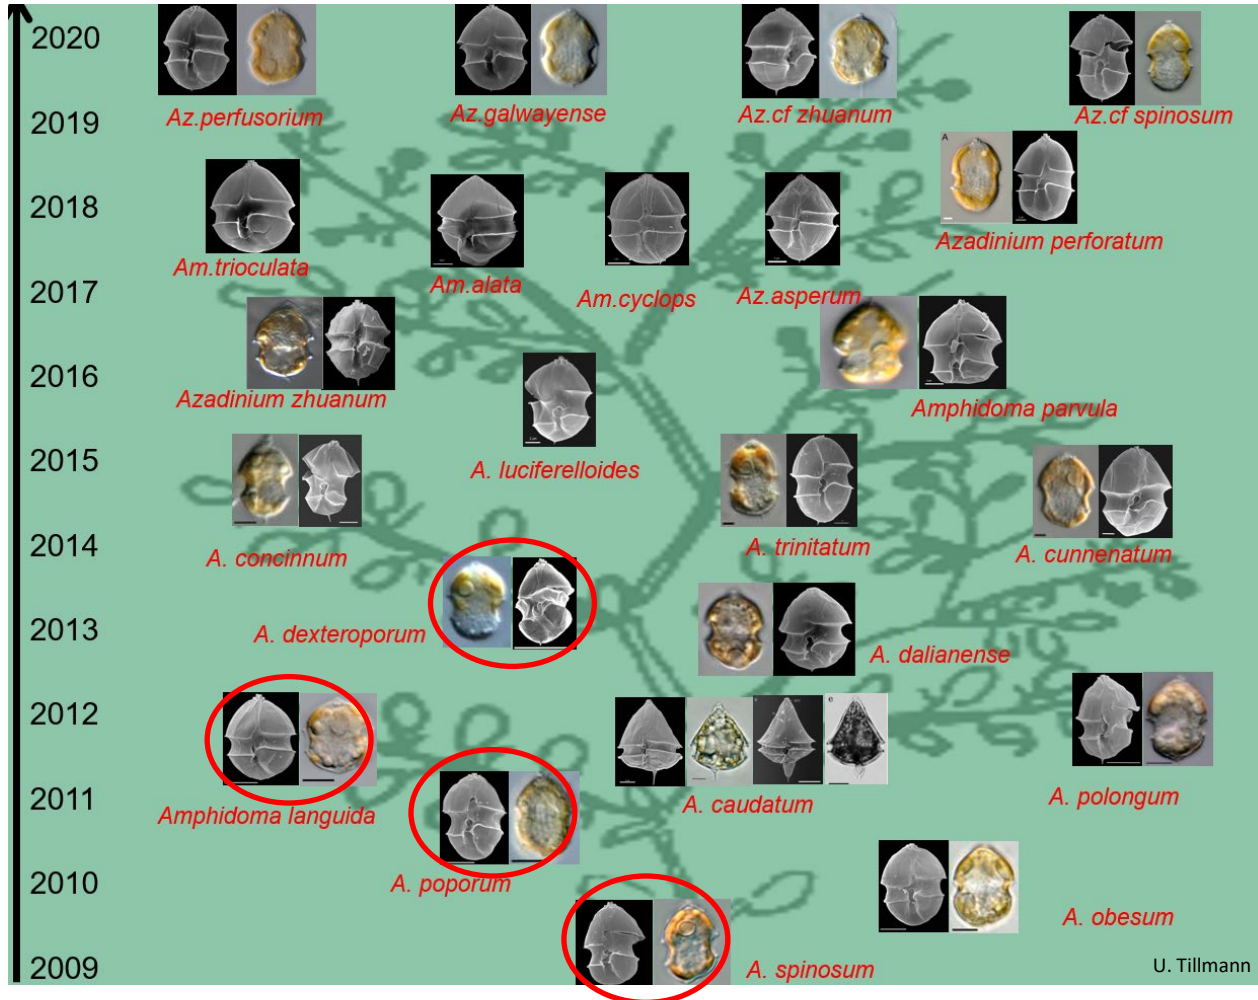 2020
Az.perfusorium
Az.galwayense
Az.cf zhuanum
Az.cf spinosum
2019
A
Azadinium perforatum
2018
Am.trioculata
Am.alata
Am.cyclops
Az.asperum
2017
Azadinium zhuanum
Amphidoma parvula
2016
A. luciferelloides
2015
A. concinnum
A. trinitatum
A. cunnenatum
2014
A. dexteroporum
2013
A. dalianense
2012
Amphidoma languida
A. caudatum
A. polongum
2011
A. poporum
2010
A. obesum
A. spinosum
2009
U. Tillmann